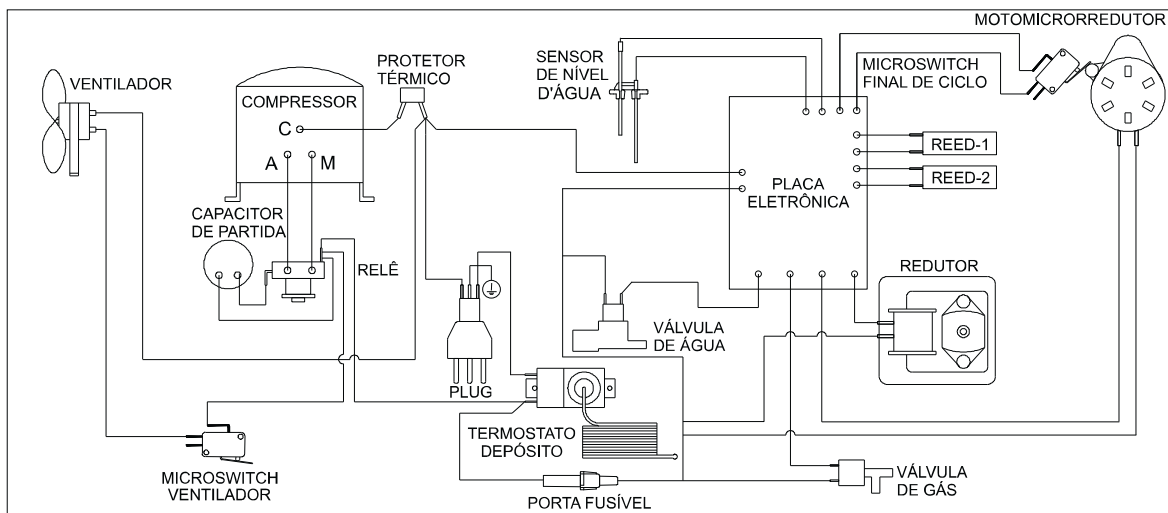 MOTOMICRORREDUTOR
VENTILADOR
PROTETOR
TÉRMICO
SENSOR
DE NÍVEL
D'ÁGUA
MICROSWITCH
FINAL DE CICLO
COMPRESSOR
C
A
M
REED-1
REED-2
PLACA
ELETRÔNICA
CAPACITOR
DE PARTIDA
RELÊ
REDUTOR
VÁLVULA
DE ÁGUA
PLUG
TERMOSTATO
DEPÓSITO
MICROSWITCH
VENTILADOR
PORTA FUSÍVEL
VÁLVULA
DE GÁS